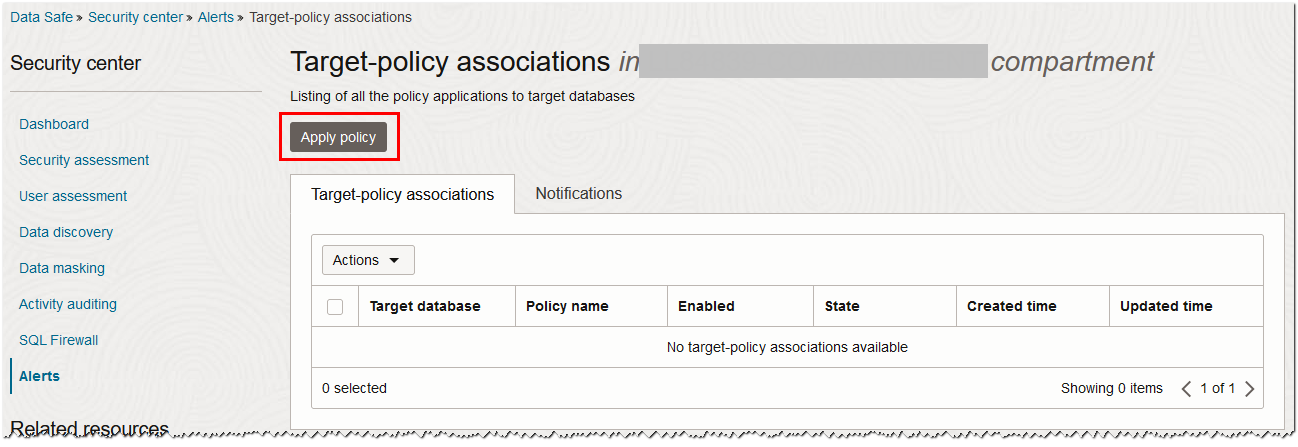 Data Safe » Security center » Alerts » Target-policy associations
Security center
Dashboard
Security assessment
User assessment
Data discovery
Data masking
Activity auditing
SQL Firewall
Alerts
Related resources
Target-policy associations in compartment
Listing of all the policy applications to target databases
Apply policy
Target-policy associations Notifications
Actions
Target database Policy name Enabled State Created time Updated time
No target-policy associations available
0 selected Showing 0 items 1 of 1